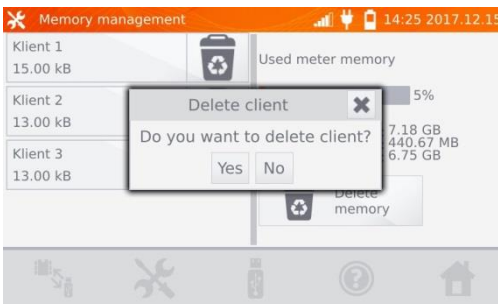 Memory management
14:25 2017.12.15
Klient 1
15.00 kB
Klient 2
13.00 kB
Klient 3
13.00 kB
Used meter memory
5%
7.18 GB
440.67 MB
6.75 GB
Delete
memory
Delete client
Do you want to delete client?
Yes No